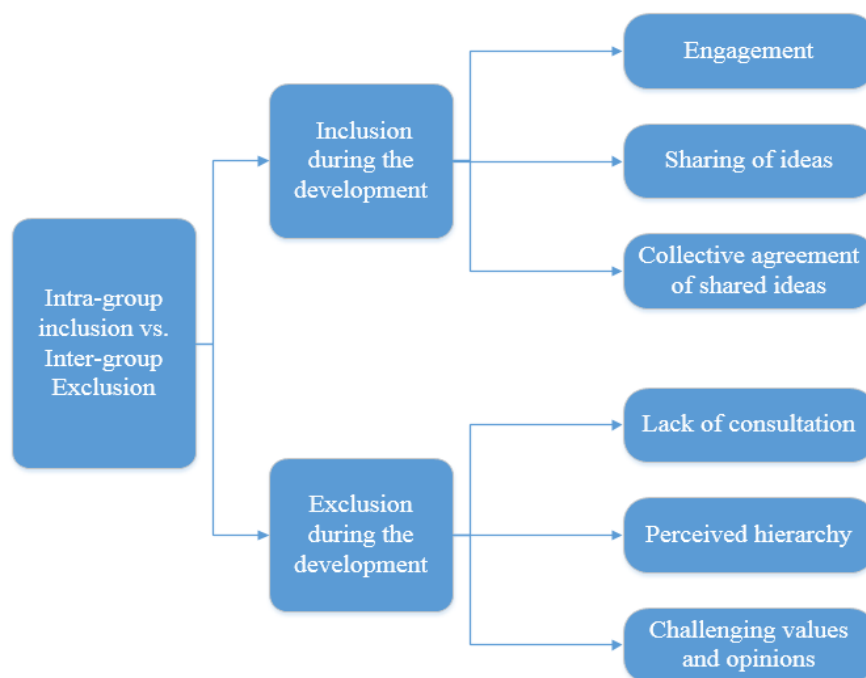 Intra-group
inclusion vs.
Inter-group
Exclusion
Inclusion
during the
development
Engagement
Sharing of ideas
Collective agreement
of shared ideas
Exclusion
during the
development
Lack of consultation
Perceived hierarchy
Challenging values
and opinions